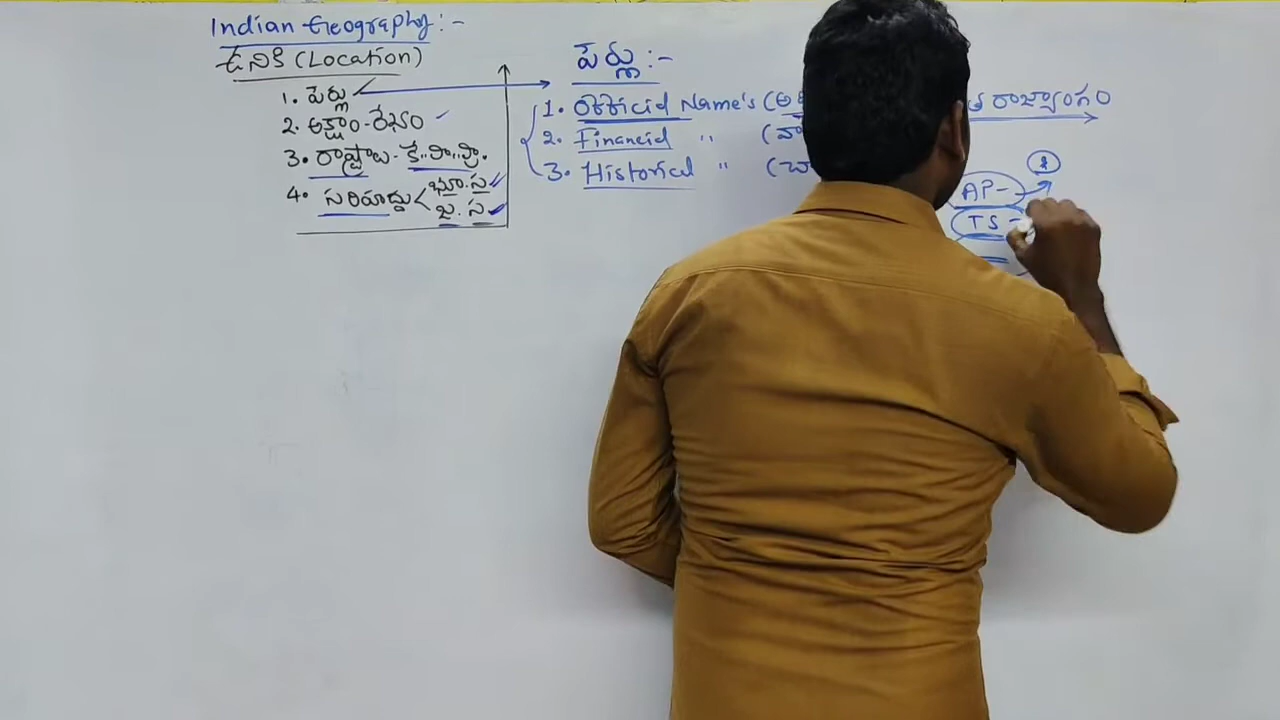 Indian Geography:-
ఉనికి (Location)
1. పేర్లు
2. అక్షాం-రేఖాం
3. రాష్ట్రాలు - కే.పా.ప్రా.
4. సరిహద్దు < భూ.స
జ.స
పేర్లు:-
1. Official Name's రాజ్యాంగం
2. Financial "
3. Historical "
AP-
TS-